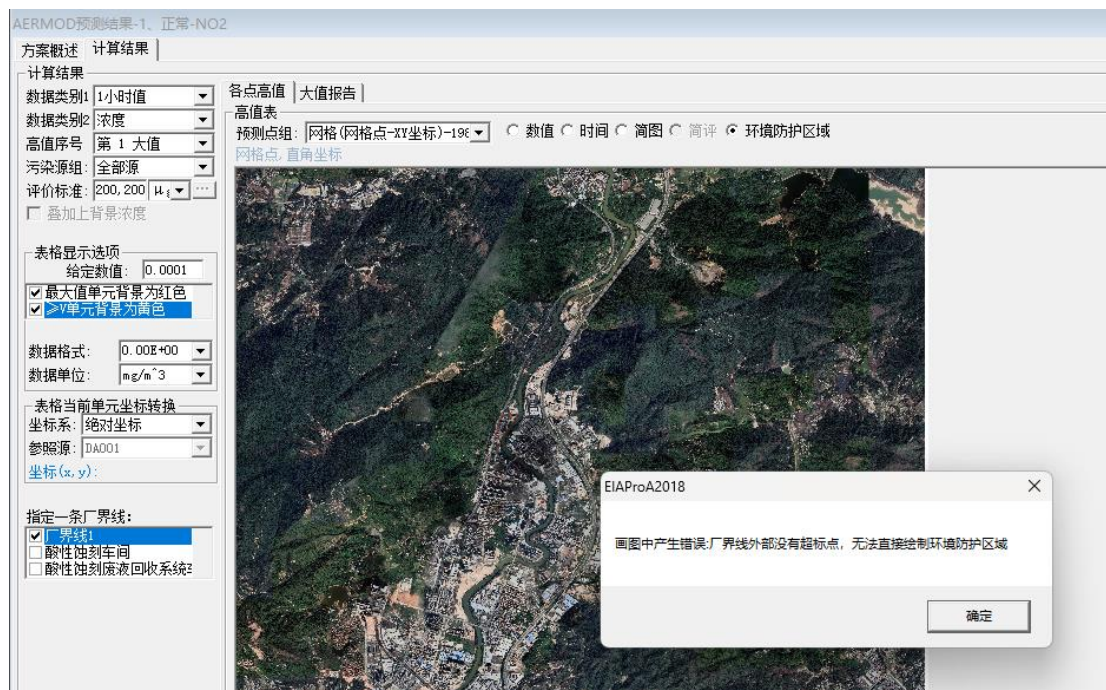 AERMOD预测结果-1、正常-NO2
方案概述 计算结果
计算结果
数据类别1 1小时值
数据类别2 浓度
高值序号 第 1 大值
污染源组: 全部源
评价标准: 200,200
叠加上背景浓度
表格显示选项
给定数值: 0.0001
最大值单元背景为红色
≥V单元背景为黄色
数据格式: 0.00E+00
数据单位: mg/m^3
表格当前单元坐标转换
坐标系: 绝对坐标
参照源: DA001
坐标(x,y):
指定一条厂界线:
厂界线1
酸性蚀刻车间
酸性蚀刻废液回收系统
各点高值 大值报告
高值表
预测点组: 网格(网格点-XY坐标)-19 数值 时间 简图 简评 环境防护区域
网格点,直角坐标
EIAProA2018
画图中产生错误:厂界线外部没有超标点，无法直接绘制环境防护区域
确定